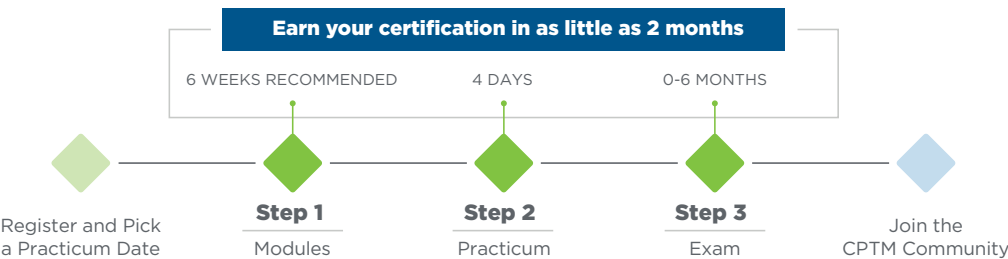 Earn your certification in as little as 2 months
6 WEEKS RECOMMENDED
4 DAYS
0-6 MONTHS
Register and Pick
a Practicum Date
Step 1
Modules
Step 2
Practicum
Step 3
Exam
Join the
CPTM Community